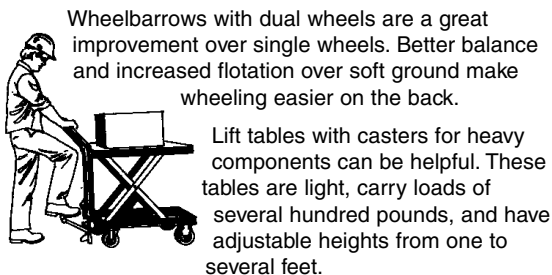 Wheelbarrows with dual wheels are a great
improvement over single wheels. Better balance
and increased flotation over soft ground make
wheeling easier on the back.
Lift tables with casters for heavy
components can be helpful. These
tables are light, carry loads of
several hundred pounds, and have
adjustable heights from one to
several feet.